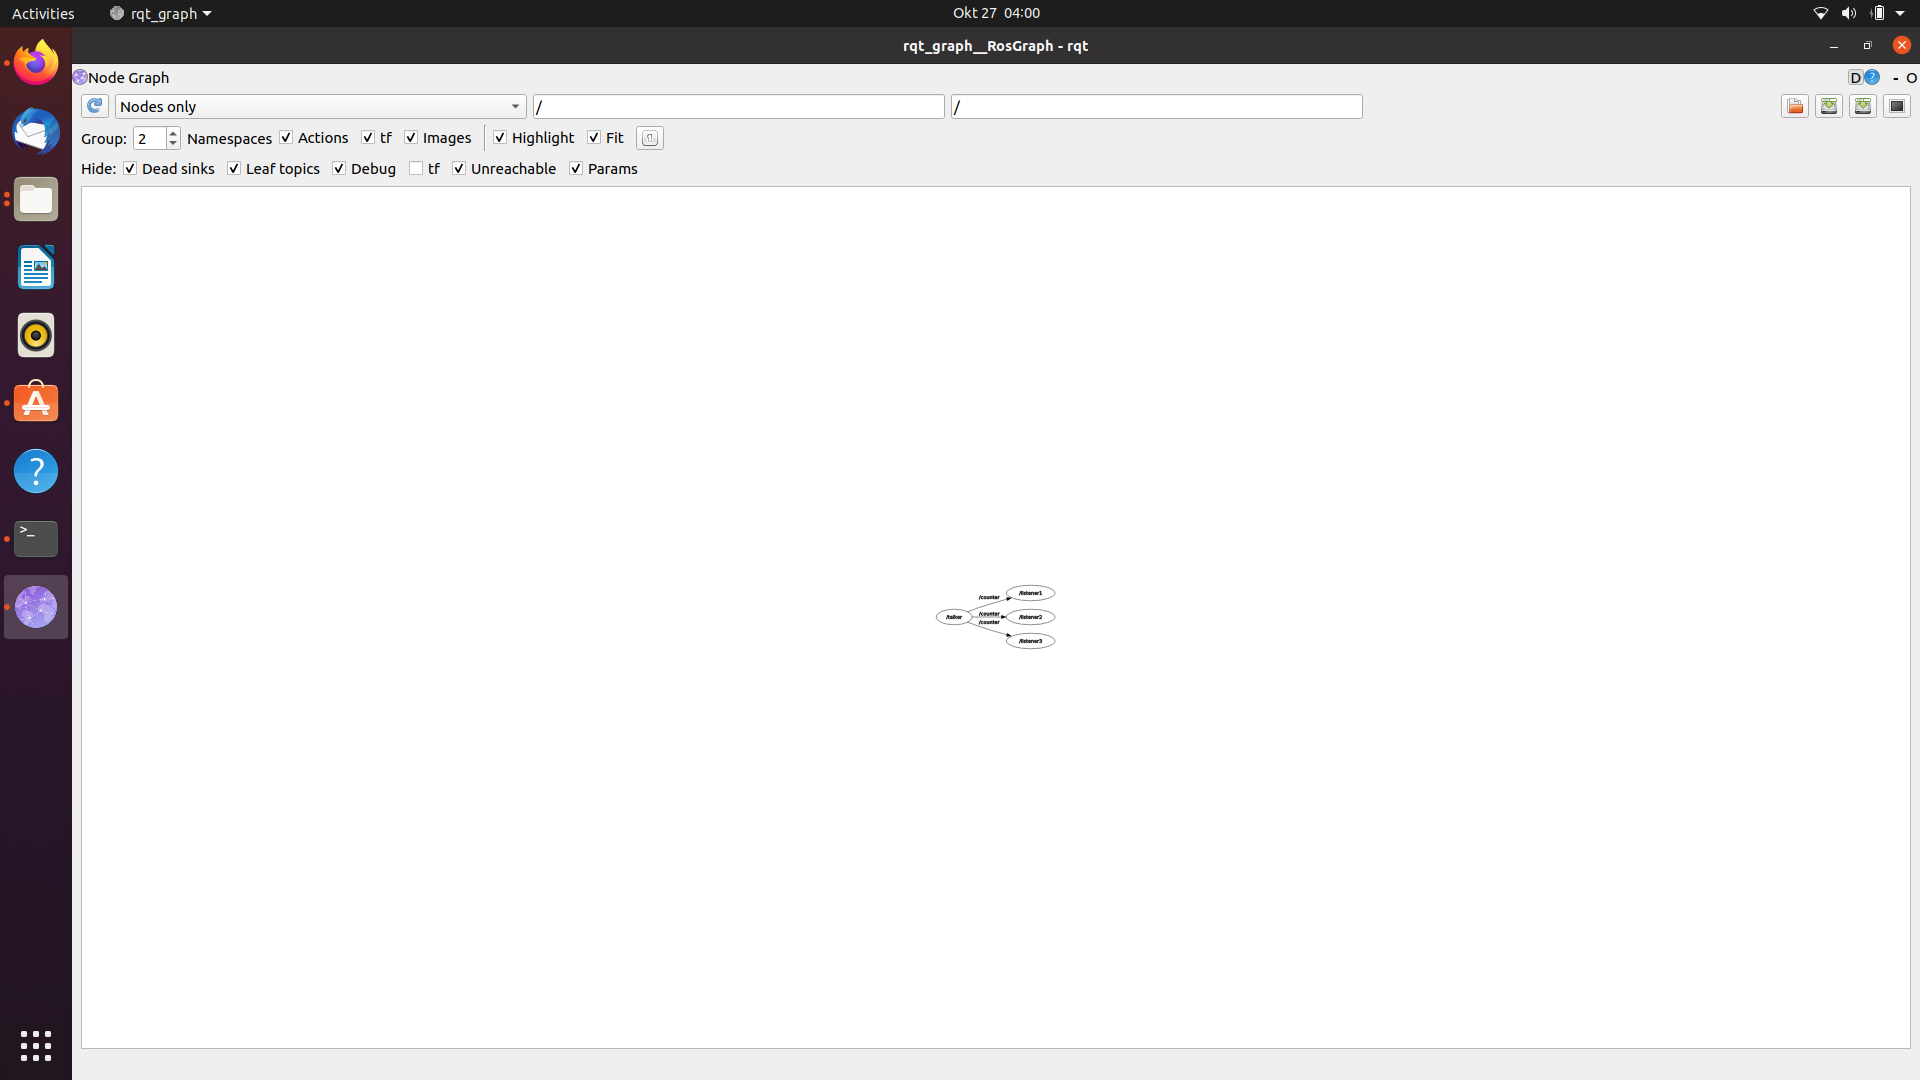 Activities rqt_graph Okt 27 04:00
rqt_graph__RosGraph - rqt
Node Graph D ? - O
Nodes only / /
Group: 2 Namespaces Actions tf Images Highlight Fit
Hide: Dead sinks Leaf topics Debug tf Unreachable Params
/listener1
/counter
/counter
/talker /listener2
/counter
/listener3